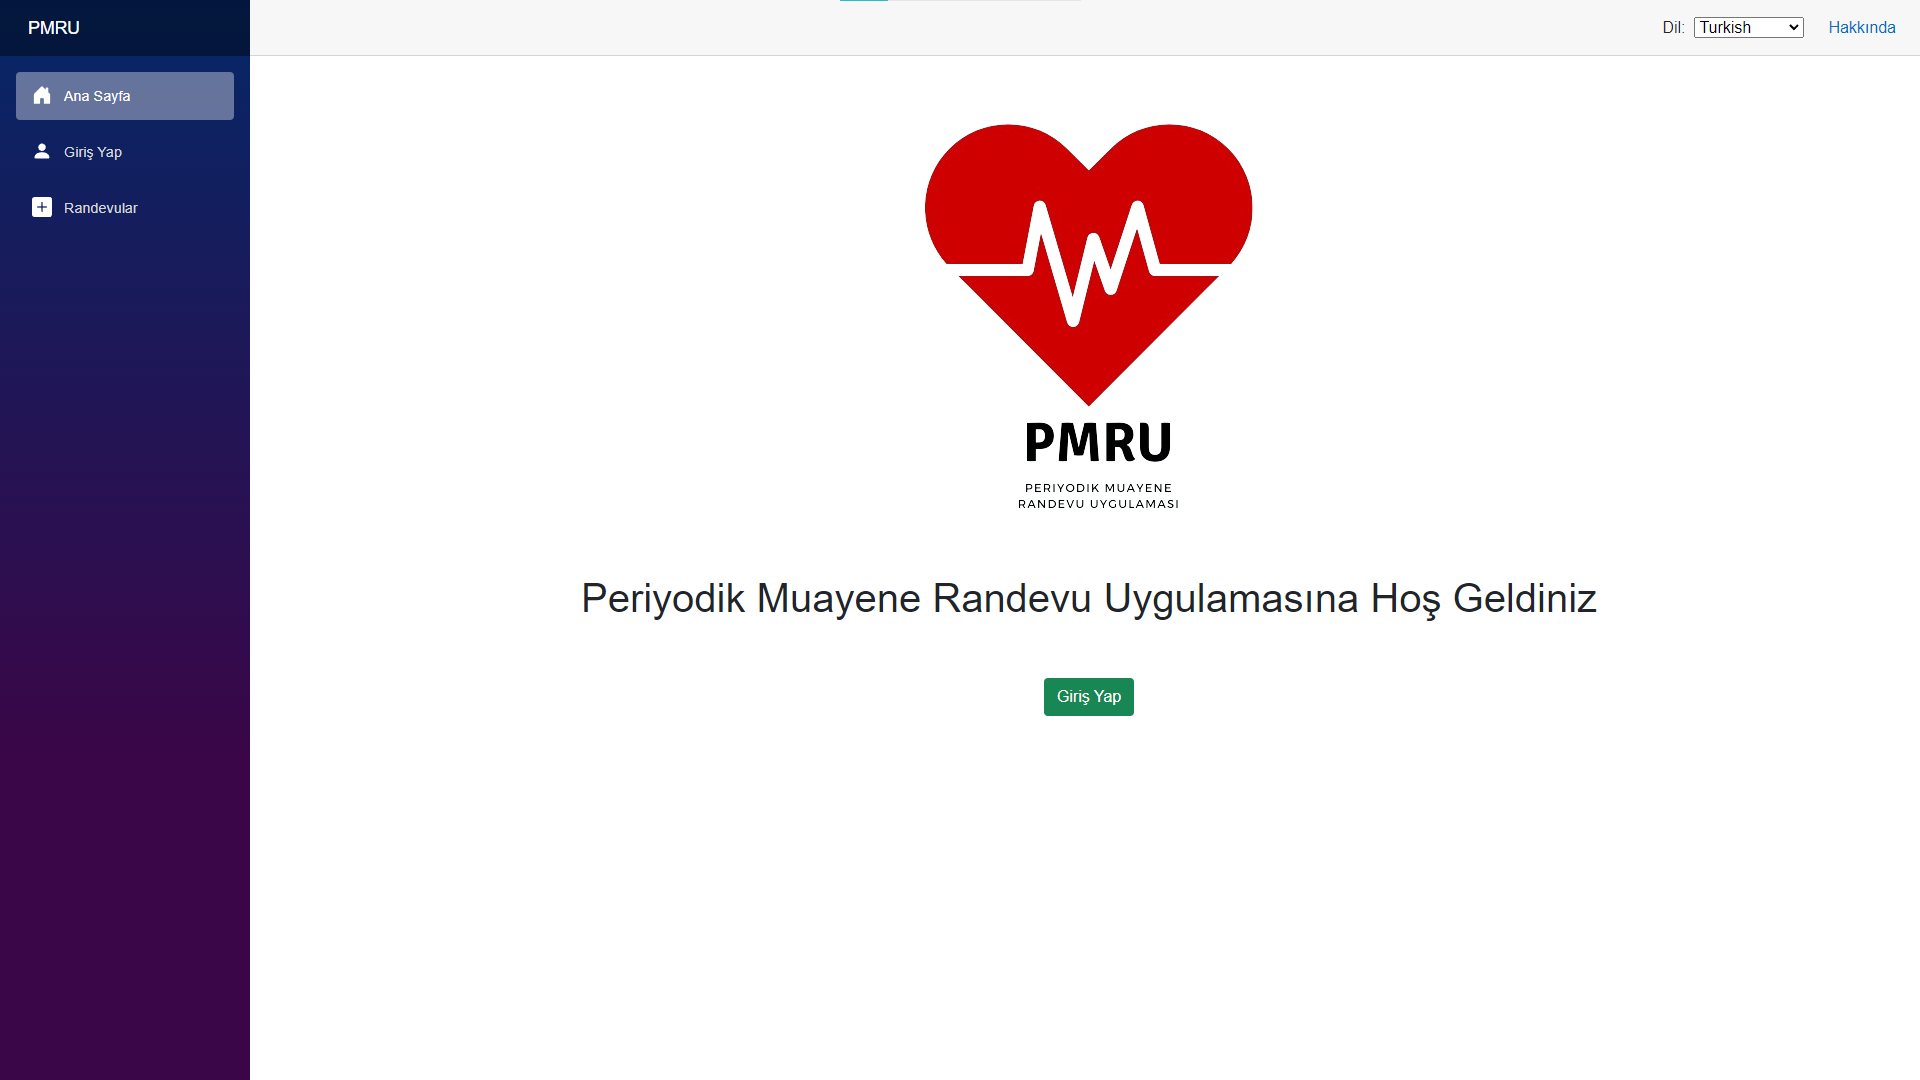 PMRU
Dil: Turkish Hakkında
Ana Sayfa
Giriş Yap
Randevular
PMRU
PERIYODIK MUAYENE
RANDEVU UYGULAMASI
Periyodik Muayene Randevu Uygulamasına Hoş Geldiniz
Giriş Yap